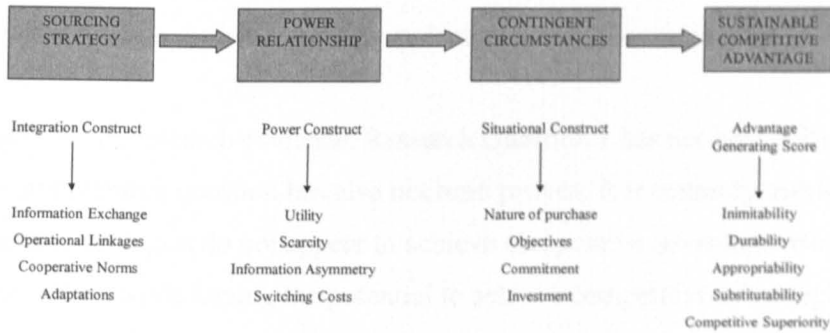 SOURCING
STRATEGY
POWER
RELATIONSHIP
CONTINGENT
CIRCUMSTANCES
SUSTAINABLE
COMPETITIVE
ADVANTAGE
Integration Construct
Power Construct
Situational Construct
Advantage
Generating Score
Information Exchange
Operational Linkages
Cooperative Norms
Adaptations
Utility
Scarcity
Information Asymmetry
Switching Costs
Nature of purchase
Objectives
Commitment
Investment
Inimitability
Durability
Appropriability
Substitutability
Competitive Superiority